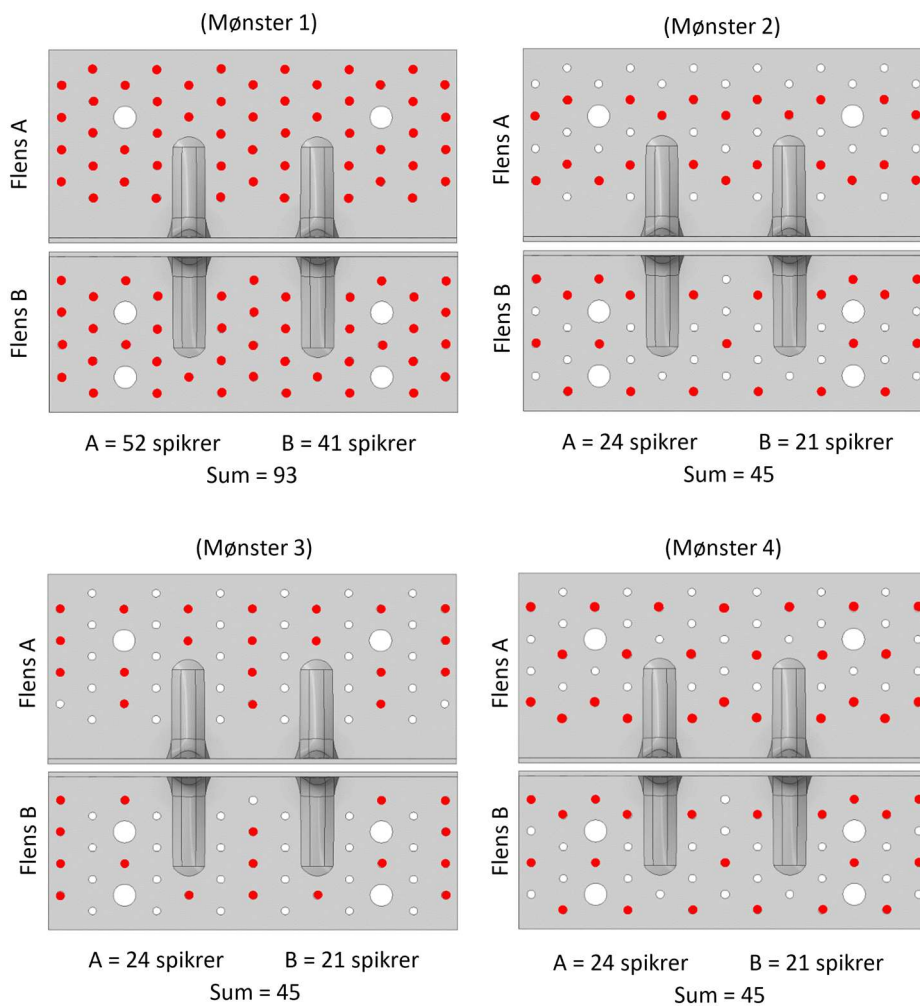 (Mønster 1)
Flens A
Flens B
A = 52 spikrer B = 41 spikrer
Sum = 93
(Mønster 2)
Flens A
Flens B
A = 24 spikrer B = 21 spikrer
Sum = 45
(Mønster 3)
Flens A
Flens B
A = 24 spikrer B = 21 spikrer
Sum = 45
(Mønster 4)
Flens A
Flens B
A = 24 spikrer B = 21 spikrer
Sum = 45